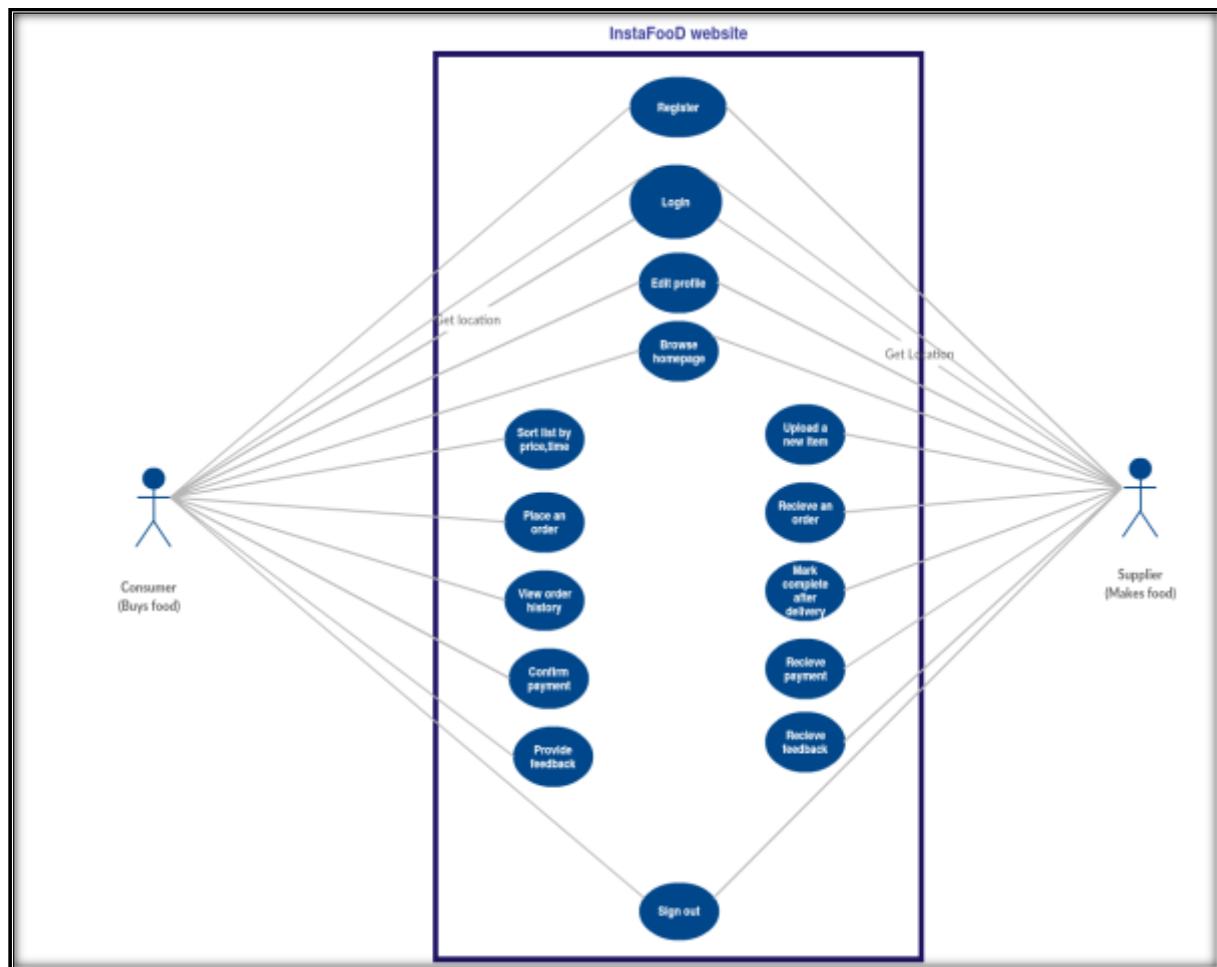 InstaFooD website
Register
Login
Edit profile
Get location
Browse
homepage
Get Location
Sort list by
price,time
Upload a
new item
Place an
order
Recieve an
order
Consumer
(Buys food)
Supplier
(Makes food)
View order
history
Mark
complete
after
delivery
Confirm
payment
Recieve
payment
Provide
feedback
Recieve
feedback
Sign out